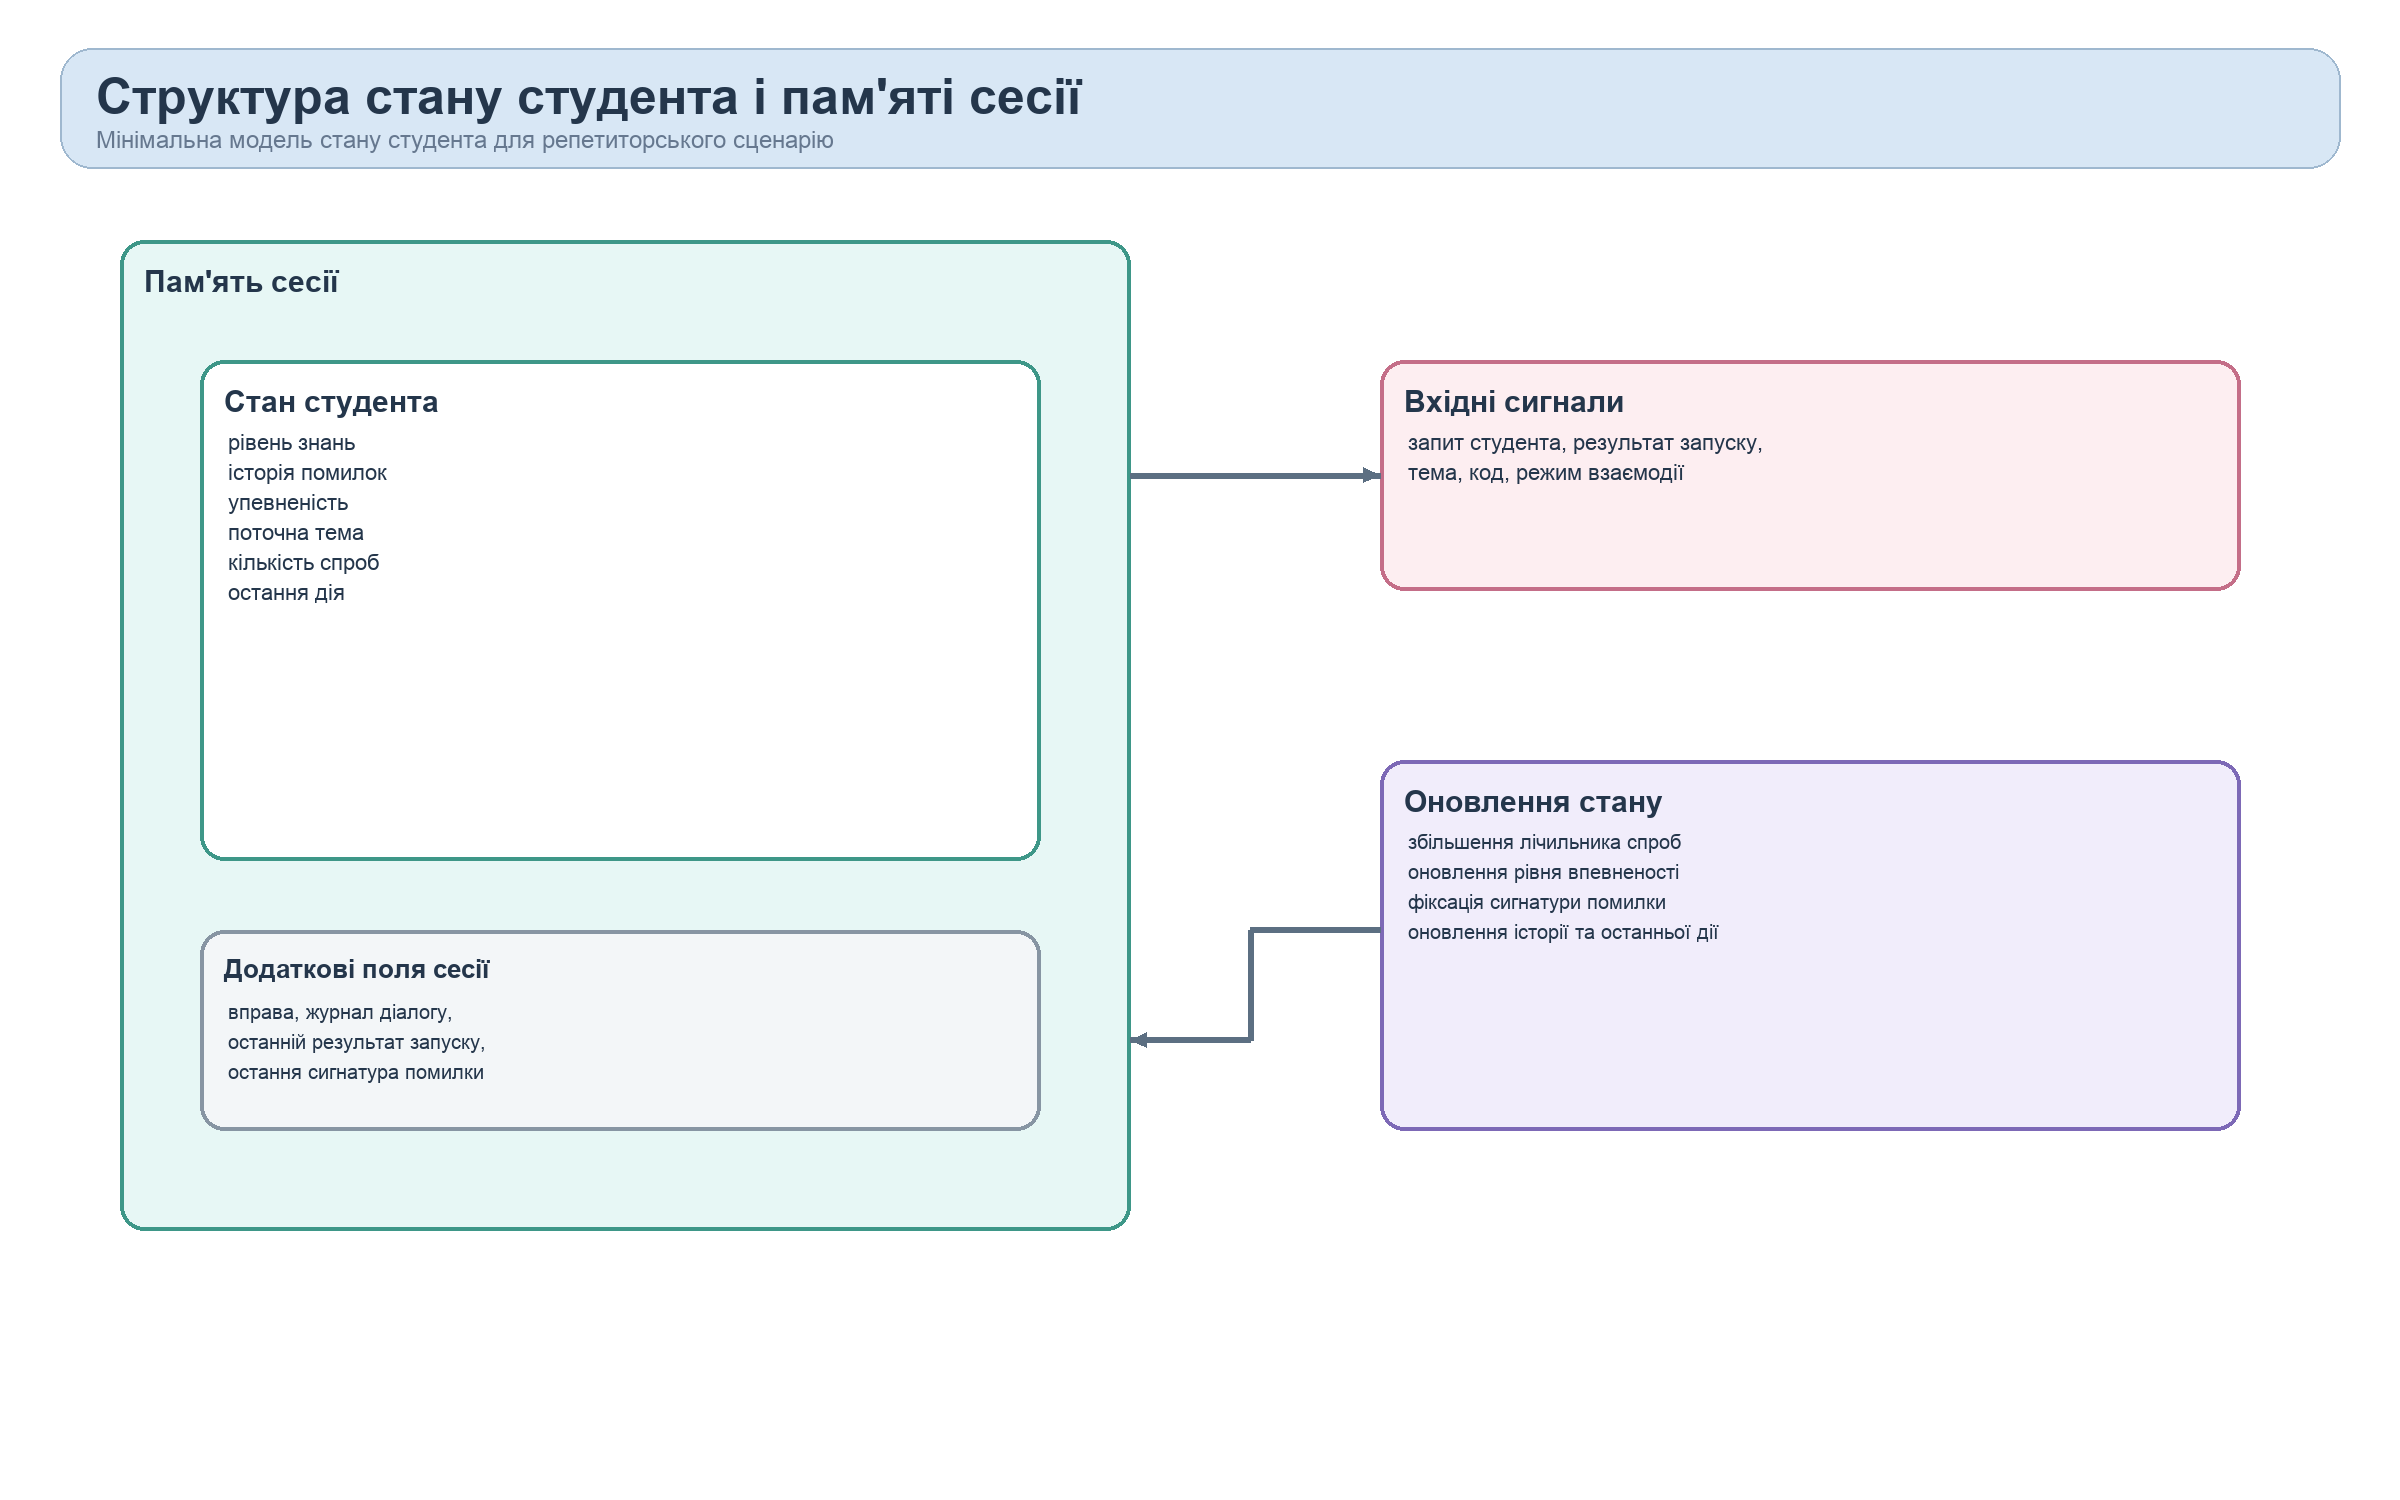 Структура стану студента і пам'яті сесії
Мінімальна модель стану студента для репетиторського сценарію
Пам'ять сесії
Стан студента
рівень знань
історія помилок
упевненість
поточна тема
кількість спроб
остання дія
Додаткові поля сесії
вправа, журнал діалогу,
останній результат запуску,
остання сигнатура помилки
Вхідні сигнали
запит студента, результат запуску,
тема, код, режим взаємодії
Оновлення стану
збільшення лічильника спроб
оновлення рівня впевненості
фіксація сигнатури помилки
оновлення історії та останньої дії